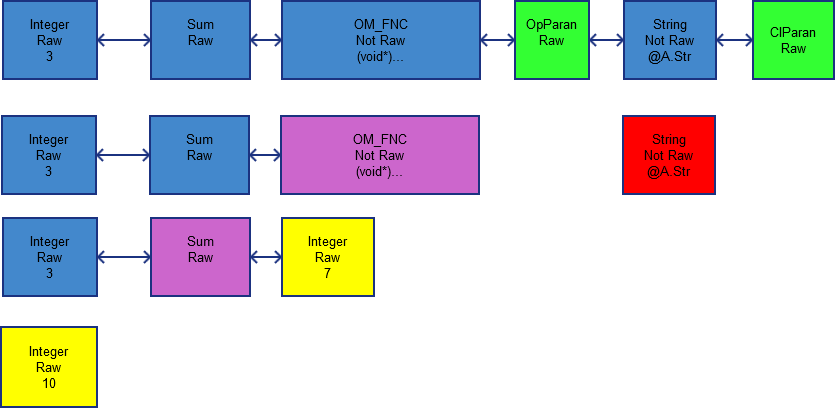 Integer
Raw
3
Sum
Raw
OM_FNC
Not Raw
(void*)...
OpParan
Raw
String
Not Raw
@A.Str
ClParan
Raw
Integer
Raw
3
Sum
Raw
OM_FNC
Not Raw
(void*)...
String
Not Raw
@A.Str
Integer
Raw
3
Sum
Raw
Integer
Raw
7
Integer
Raw
10